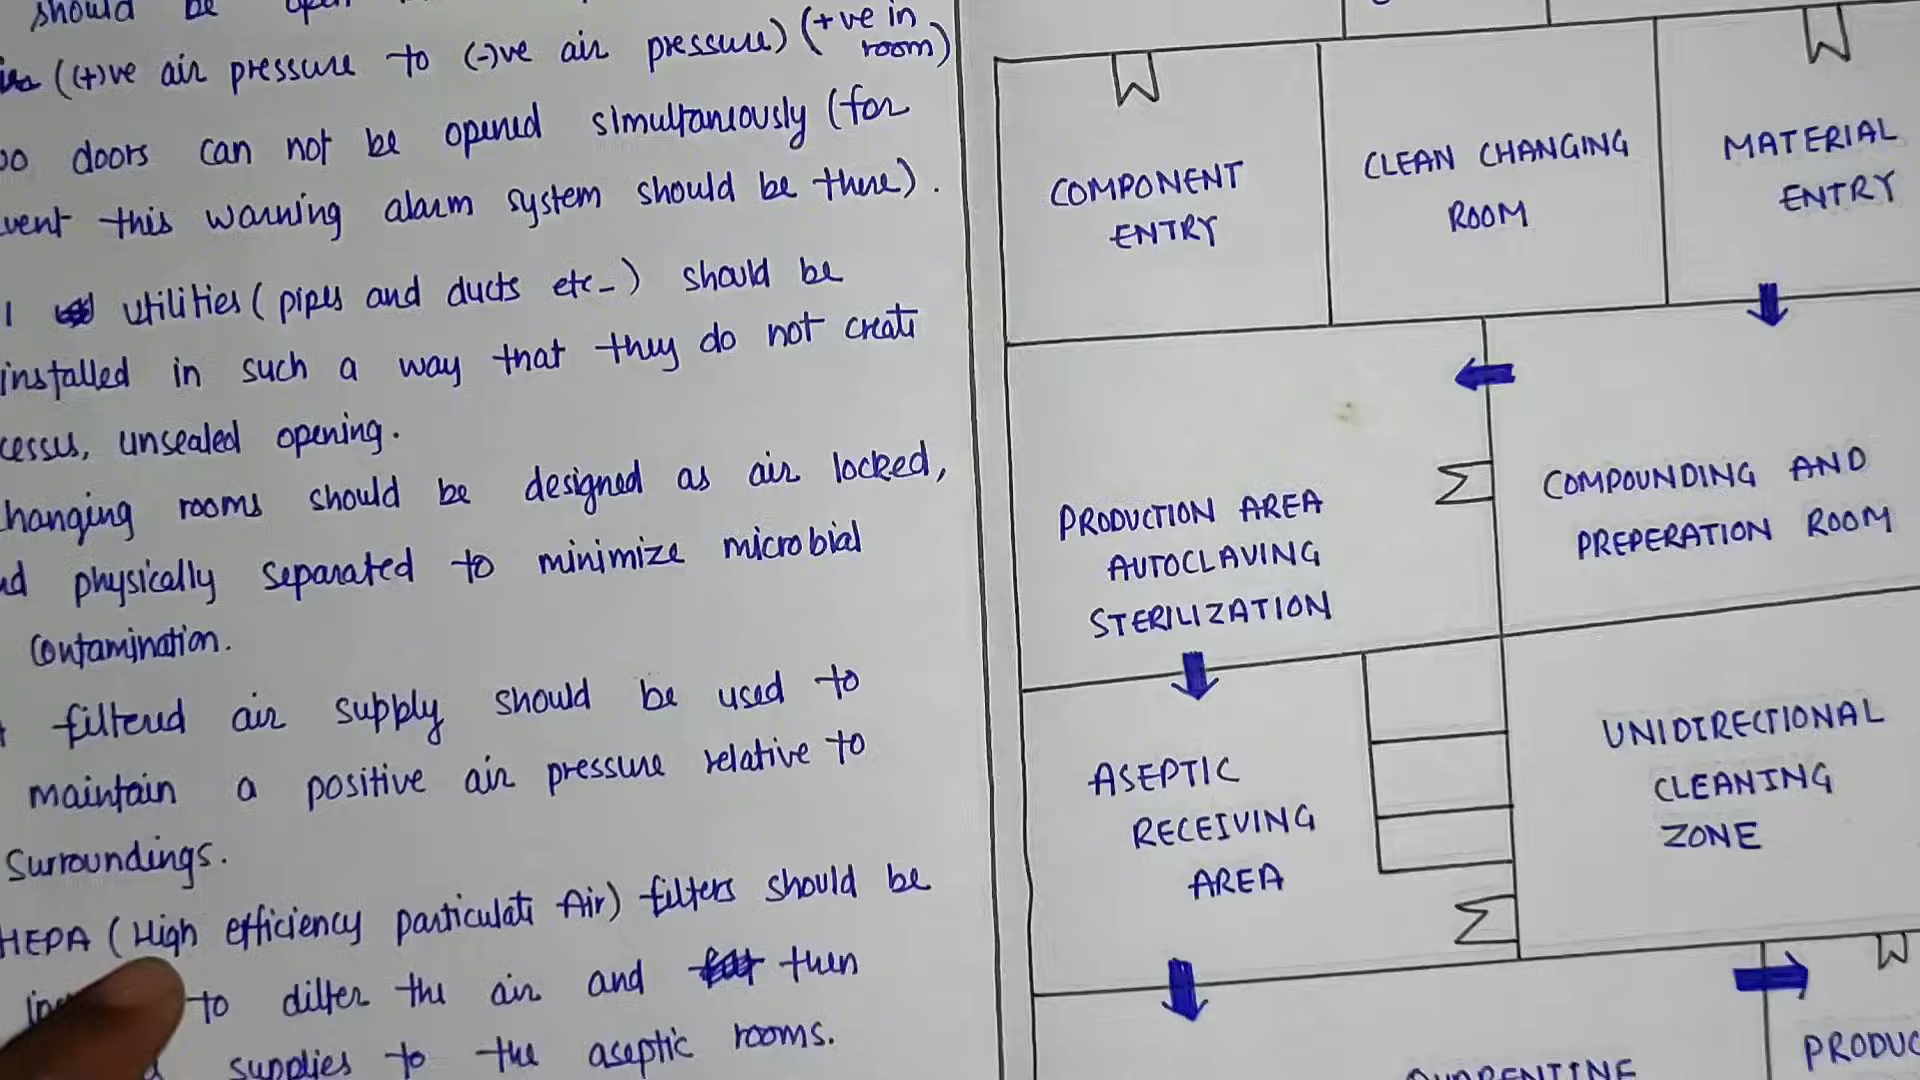 should be open
(+)ve air pressure to (-)ve air pressure) (+ve in room)
doors can not be opened simultaneously (for
vent this warning alarm system should be there).
utilities (pipes and ducts etc-) should be
installed in such a way that they do not create
cesses, unsealed opening.
hanging rooms should be designed as air locked,
nd physically separated to minimize microbial
contamination.
filtered air supply should be used to
maintain a positive air pressure relative to
surroundings.
HEPA (High efficiency particulate Air) filters should be
to dilter the air and then
supplies to the aseptic rooms.
COMPONENT
ENTRY
CLEAN CHANGING
ROOM
MATERIAL
ENTRY
PRODUCTION AREA
AUTOCLAVING
STERILIZATION
COMPOUNDING AND
PREPERATION ROOM
ASEPTIC
RECEIVING
AREA
UNIDIRECTIONAL
CLEANING
ZONE
QUARENTINE
PRODUC